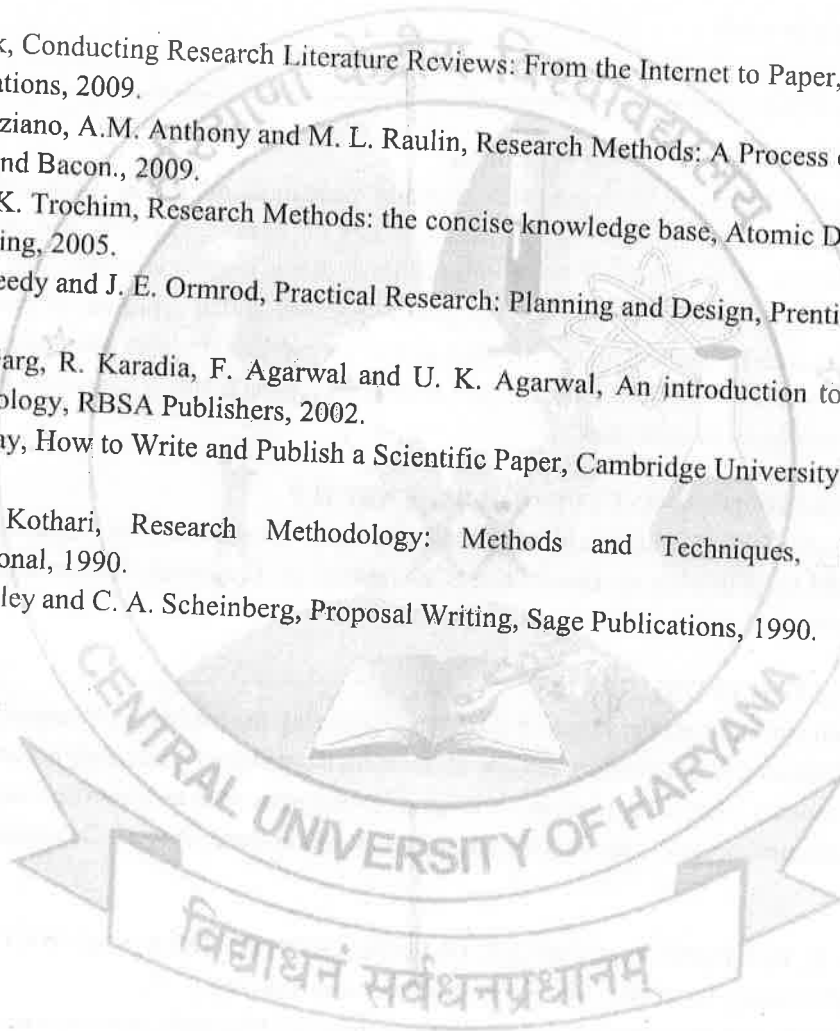 k, Conducting Research Literature Reviews: From the Internet to Paper,
ations, 2009.
ziano, A.M. Anthony and M. L. Raulin, Research Methods: A Process
nd Bacon., 2009.
K. Trochim, Research Methods: the concise knowledge base, Atomic D
ing, 2005.
eedy and J. E. Ormrod, Practical Research: Planning and Design, Prenti
arg, R. Karadia, F. Agarwal and U. K. Agarwal, An introduction to
ology, RBSA Publishers, 2002.
ay, How to Write and Publish a Scientific Paper, Cambridge University
Kothari, Research Methodology: Methods and Techniques,
onal, 1990.
ley and C. A. Scheinberg, Proposal Writing, Sage Publications, 1990.
हरियाणा केंद्रीय विश्वविद्यालय
CENTRAL UNIVERSITY OF HARYANA
विद्याधनं सर्वधनप्रधानम्